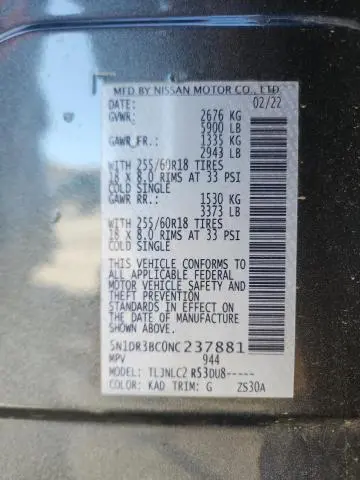 MFD BY NISSAN MOTOR CO., LTD
DATE: 02/22
GVWR: 2676 KG
5900 LB
GAWR FR.: 1335 KG
2943 LB
WITH 255/60R18 TIRES
18 X 8.0 RIMS AT 33 PSI
COLD SINGLE
GAWR RR.: 1530 KG
3373 LB
WITH 255/60R18 TIRES
18 X 8.0 RIMS AT 33 PSI
COLD SINGLE
THIS VEHICLE CONFORMS TO
ALL APPLICABLE FEDERAL
MOTOR VEHICLE SAFETY AND
THEFT PREVENTION
STANDARDS IN EFFECT ON
THE DATE OF MANUFACTURE
SHOWN ABOVE.
5N1DR3BC0NC237881
MPV 944
MODEL: TLJNLC2 R53DU8-----
COLOR: KAD TRIM: G ZS30A